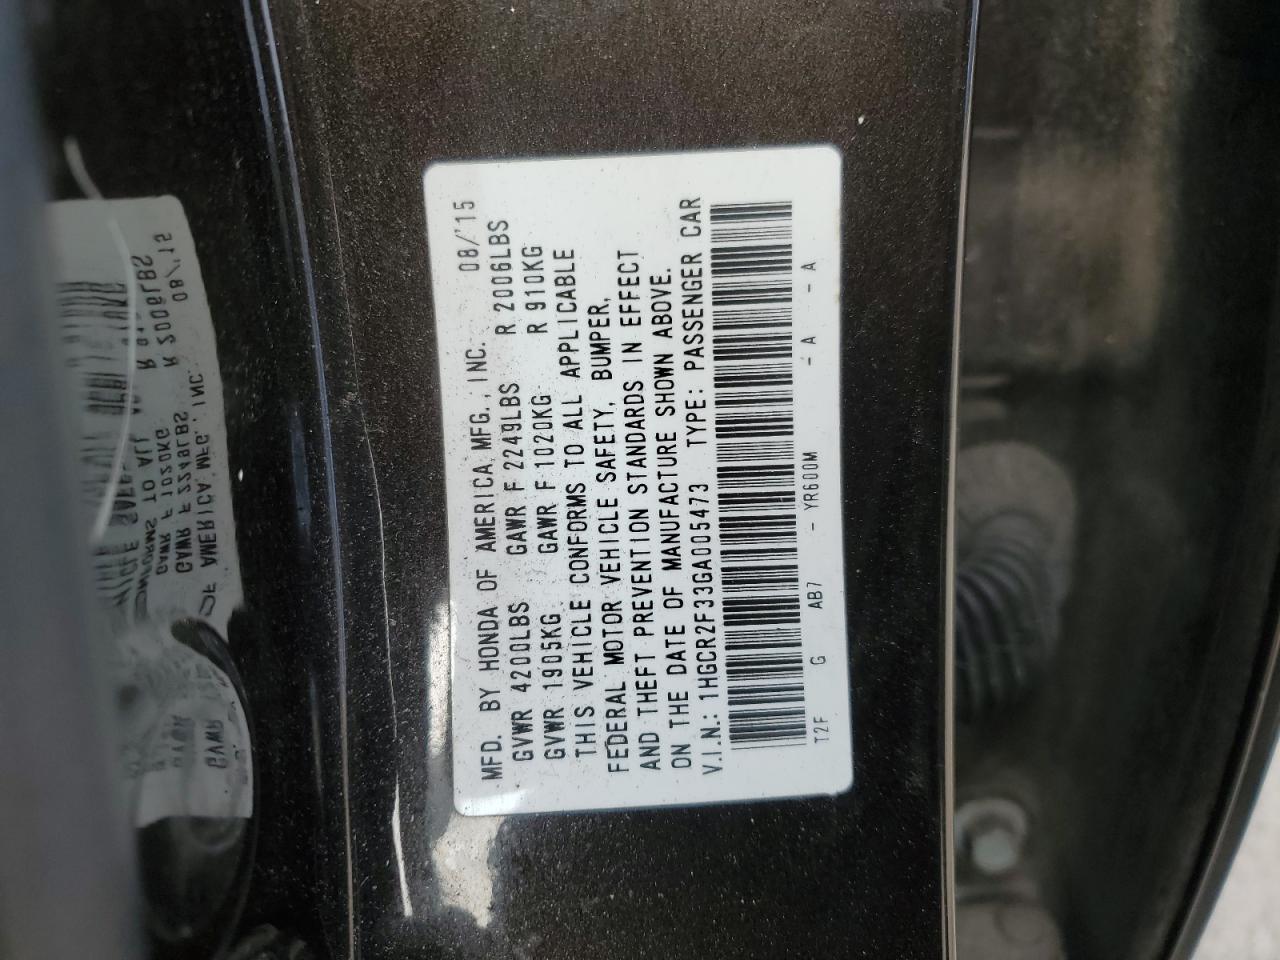 MFD. BY HONDA OF AMERICA MFG., INC. 08/'15
GVWR 4200LBS GAWR F 2249LBS R 2006LBS
GVWR 1905KG GAWR F 1020KG R 910KG
THIS VEHICLE CONFORMS TO ALL APPLICABLE
FEDERAL MOTOR VEHICLE SAFETY, BUMPER,
AND THEFT PREVENTION STANDARDS IN EFFECT
ON THE DATE OF MANUFACTURE SHOWN ABOVE.
V.I.N.: 1HGCR2F33GA005473 TYPE: PASSENGER CAR
T2F G AB7 - YR600M - A - A